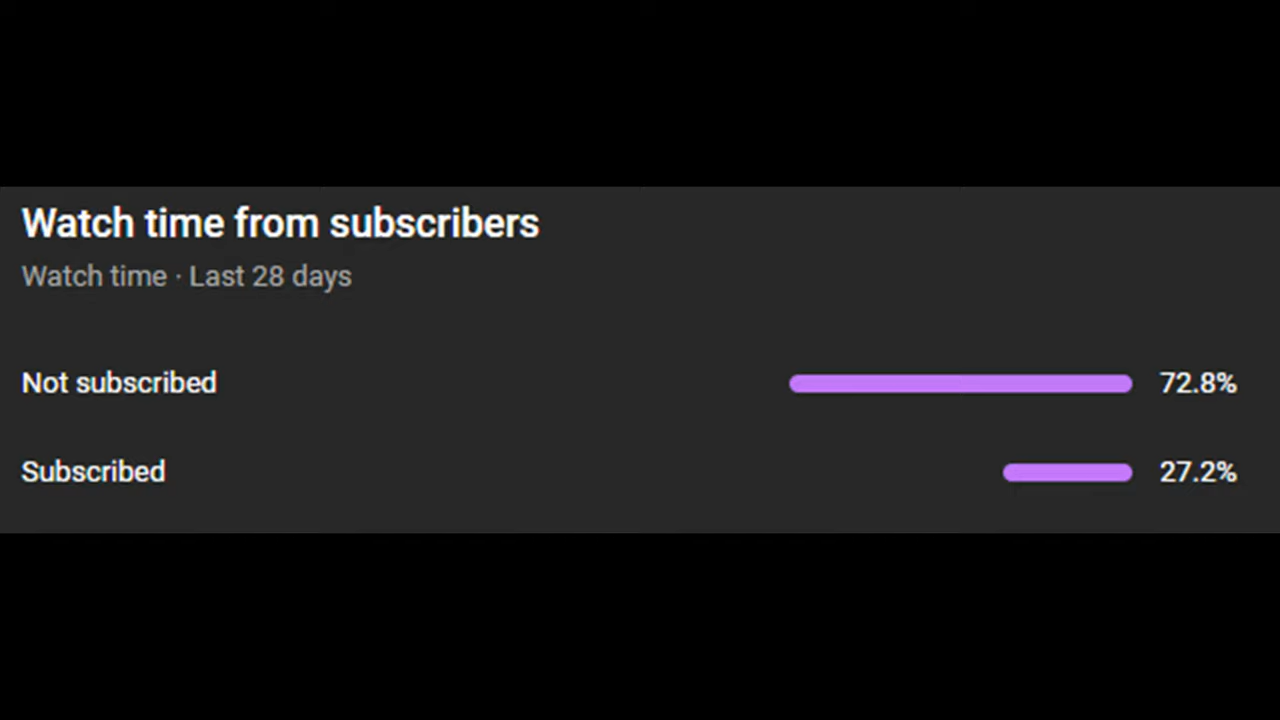 Watch time from subscribers
Watch time · Last 28 days
Not subscribed 72.8%
Subscribed 27.2%